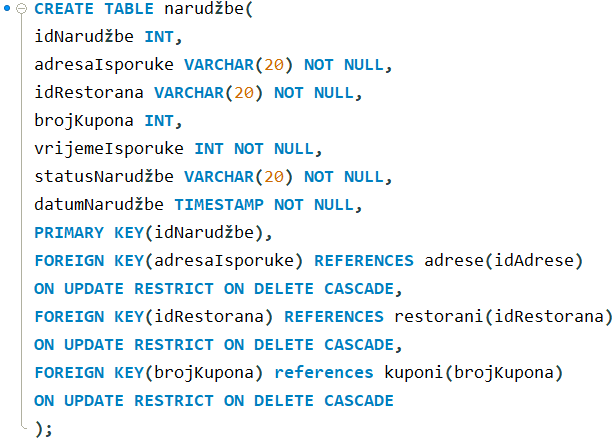 CREATE TABLE narudžbe(
idNarudžbe INT,
adresaIsporuke VARCHAR(20) NOT NULL,
idRestorana VARCHAR(20) NOT NULL,
brojKupona INT,
vrijemeIsporuke INT NOT NULL,
statusNarudžbe VARCHAR(20) NOT NULL,
datumNarudžbe TIMESTAMP NOT NULL,
PRIMARY KEY(idNarudžbe),
FOREIGN KEY(adresaIsporuke) REFERENCES adrese(idAdrese)
ON UPDATE RESTRICT ON DELETE CASCADE,
FOREIGN KEY(idRestorana) REFERENCES restorani(idRestorana)
ON UPDATE RESTRICT ON DELETE CASCADE,
FOREIGN KEY(brojKupona) references kuponi(brojKupona)
ON UPDATE RESTRICT ON DELETE CASCADE
);